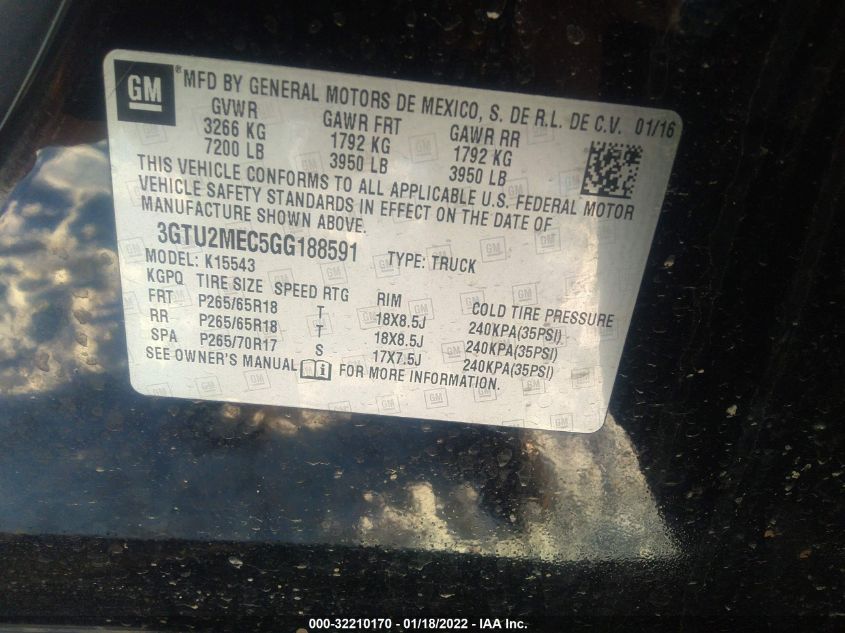 GM ® MFD BY GENERAL MOTORS DE MEXICO, S. DE R.L. DE C.V. 01/16
GVWR GAWR FRT GAWR RR
3266 KG 1792 KG 1792 KG
7200 LB 3950 LB 3950 LB
THIS VEHICLE CONFORMS TO ALL APPLICABLE U.S. FEDERAL MOTOR
VEHICLE SAFETY STANDARDS IN EFFECT ON THE DATE OF
MANUFACTURE SHOWN ABOVE.
3GTU2MEC5GG188591 TYPE: TRUCK
MODEL: K15543
KGPQ TIRE SIZE SPEED RTG RIM COLD TIRE PRESSURE
FRT P265/65R18 T 18X8.5J 240KPA(35PSI)
RR P265/65R18 T 18X8.5J 240KPA(35PSI)
SPA P265/70R17 S 17X7.5J 240KPA(35PSI)
SEE OWNER'S MANUAL FOR MORE INFORMATION.
000-32210170 - 01/18/2022 - IAA Inc.